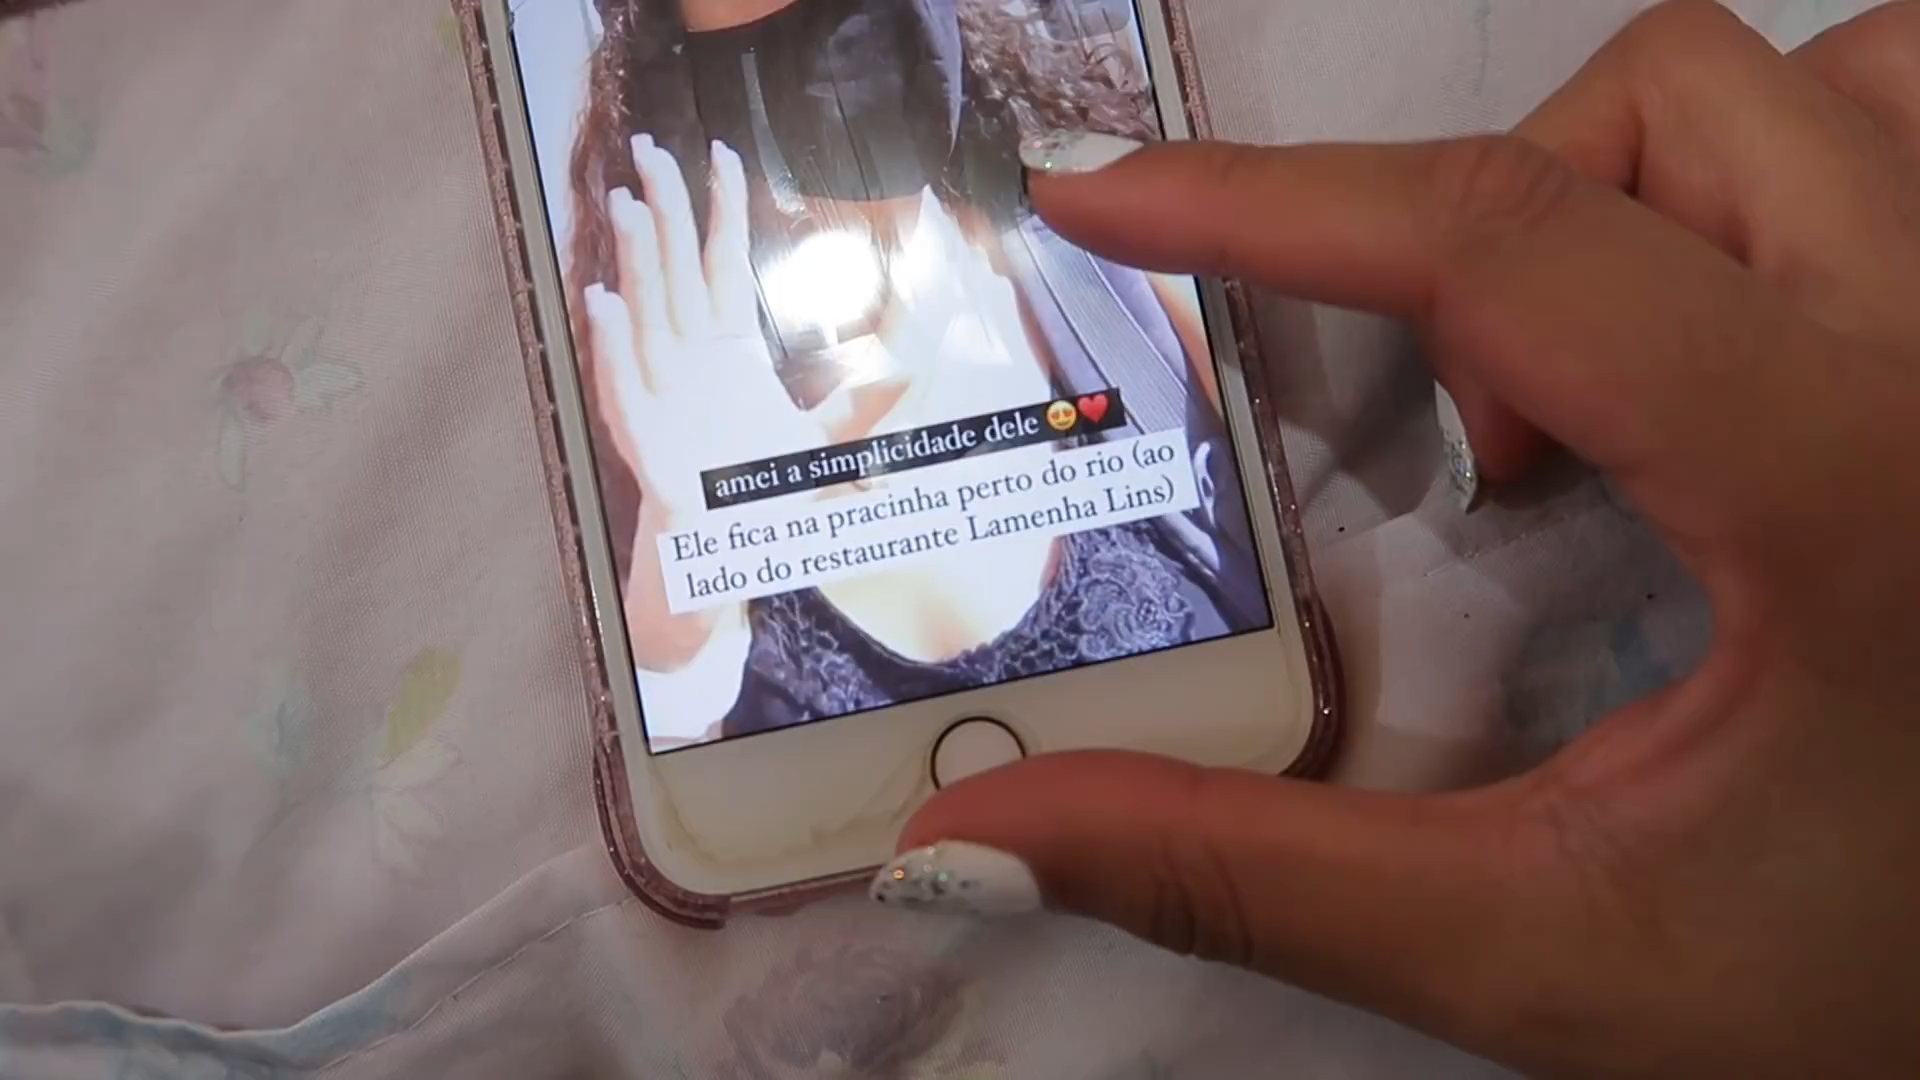 amei a simplicidade dele 😍❤️
Ele fica na pracinha perto do rio (ao
lado do restaurante Lamenha Lins)